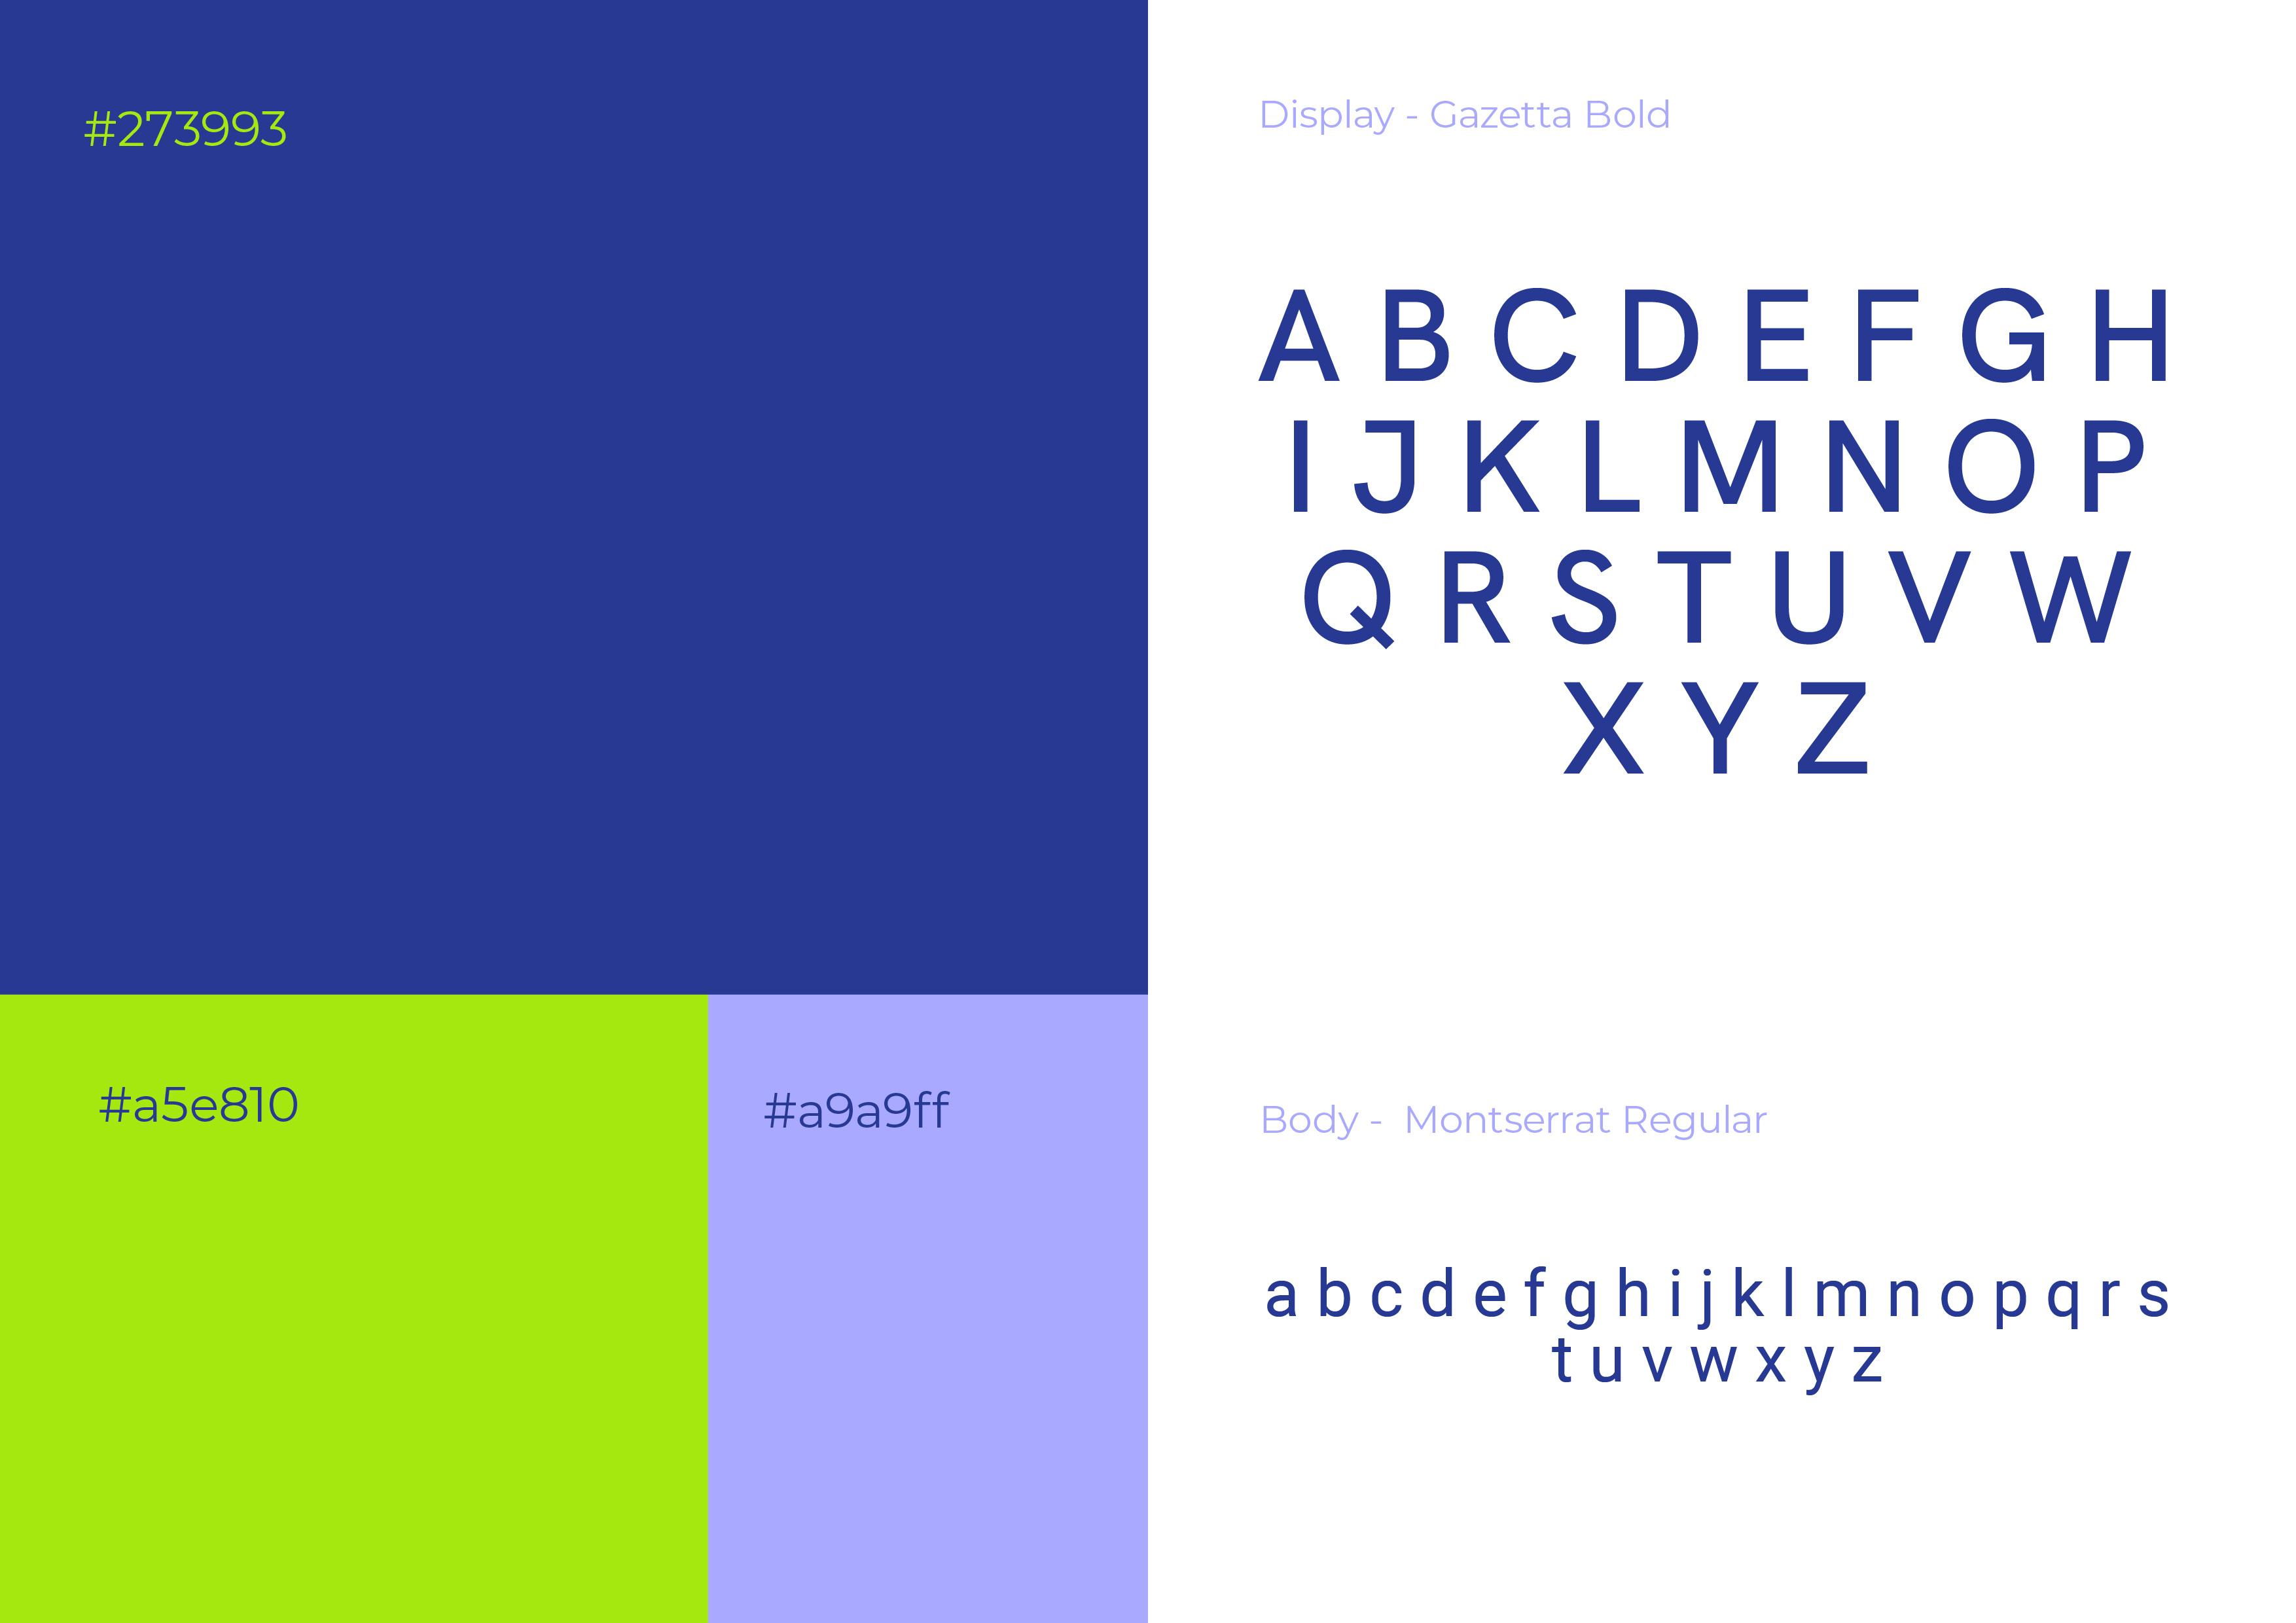 #273993
#a5e810
#a9a9ff
Display - Gazetta Bold
A B C D E F G H
I J K L M N O P
Q R S T U V W
X Y Z
Body -  Montserrat Regular
a b c d e f g h i j k l m n o p q r s
t u v w x y z